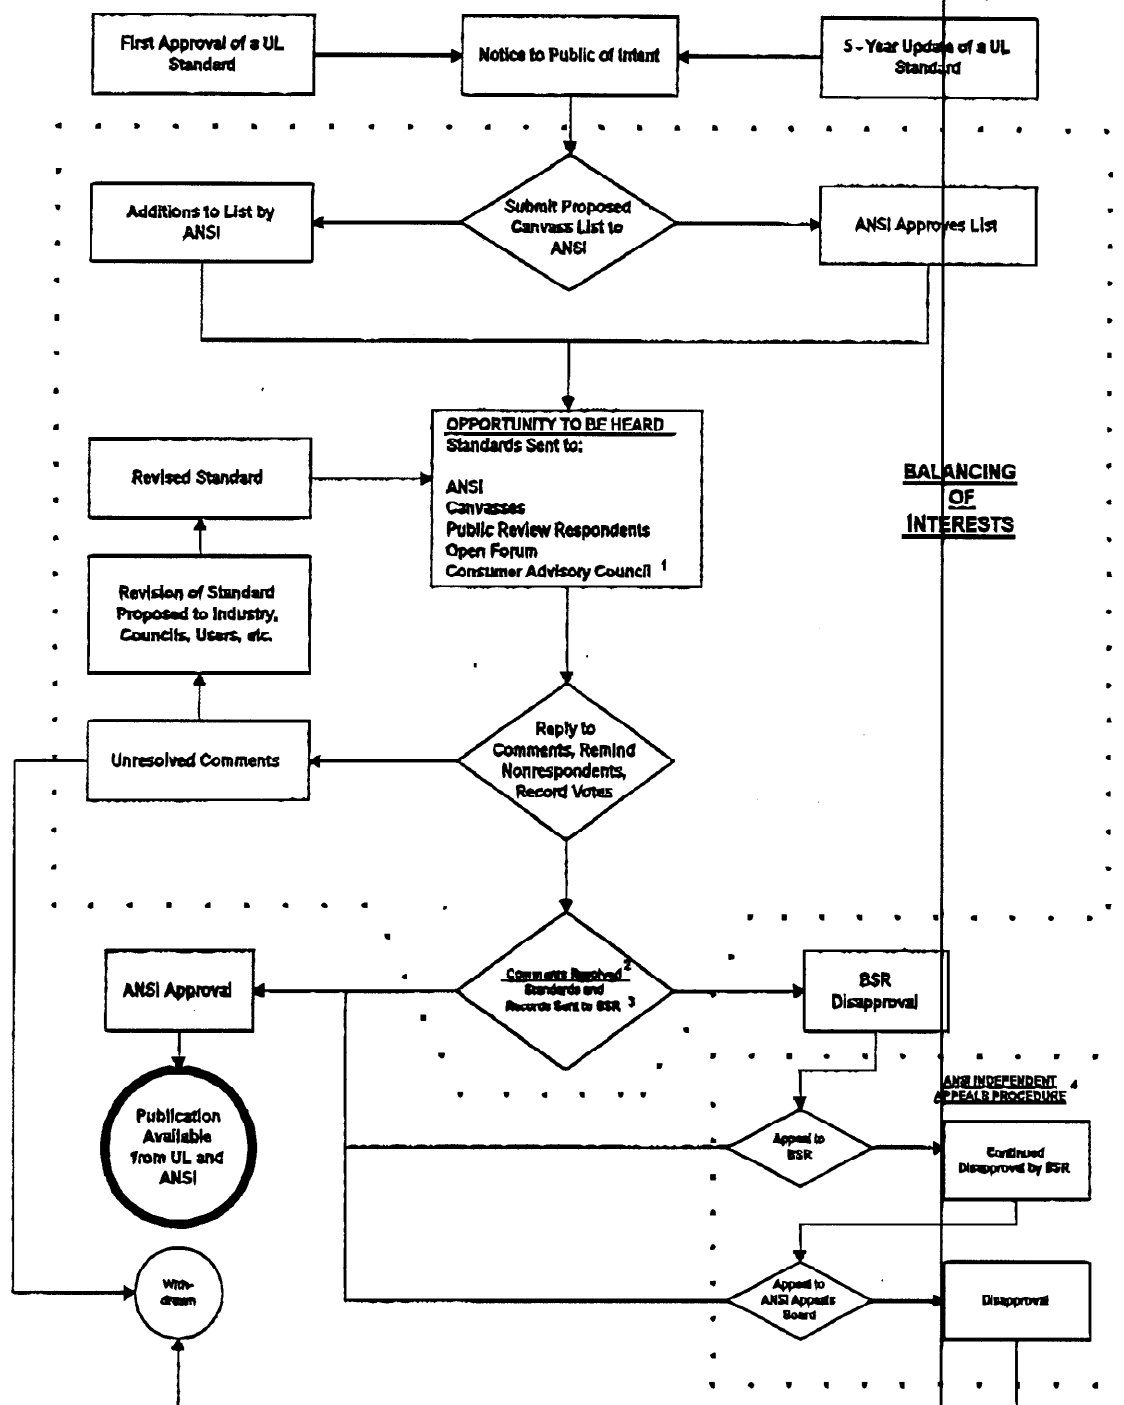 First Approval of a UL
Standard
Notice to Public of Intent
5 - Year Update of a UL
Standard
Additions to List by
ANSI
Submit Proposed
Canvass List to
ANSI
ANSI Approves List
OPPORTUNITY TO BE HEARD
Standards Sent to:
ANSI
Canvasses
Public Review Respondents
Open Forum
Consumer Advisory Council 1
BALANCING
OF
INTERESTS
Revised Standard
Revision of Standard
Proposed to Industry,
Councils, Users, etc.
Unresolved Comments
Reply to
Comments, Remind
Nonrespondents,
Record Votes
ANSI Approval
Comments Resolved 2
Standards and
Records Sent to BSR 3
BSR
Disapproval
Publication
Available
from UL and
ANSI
ANSI INDEPENDENT
APPEALS PROCEDURE 4
Appeal to
BSR
Continued
Disapproval by BSR
With-
drawn
Appeal to
ANSI Appeals
Board
Disapproval